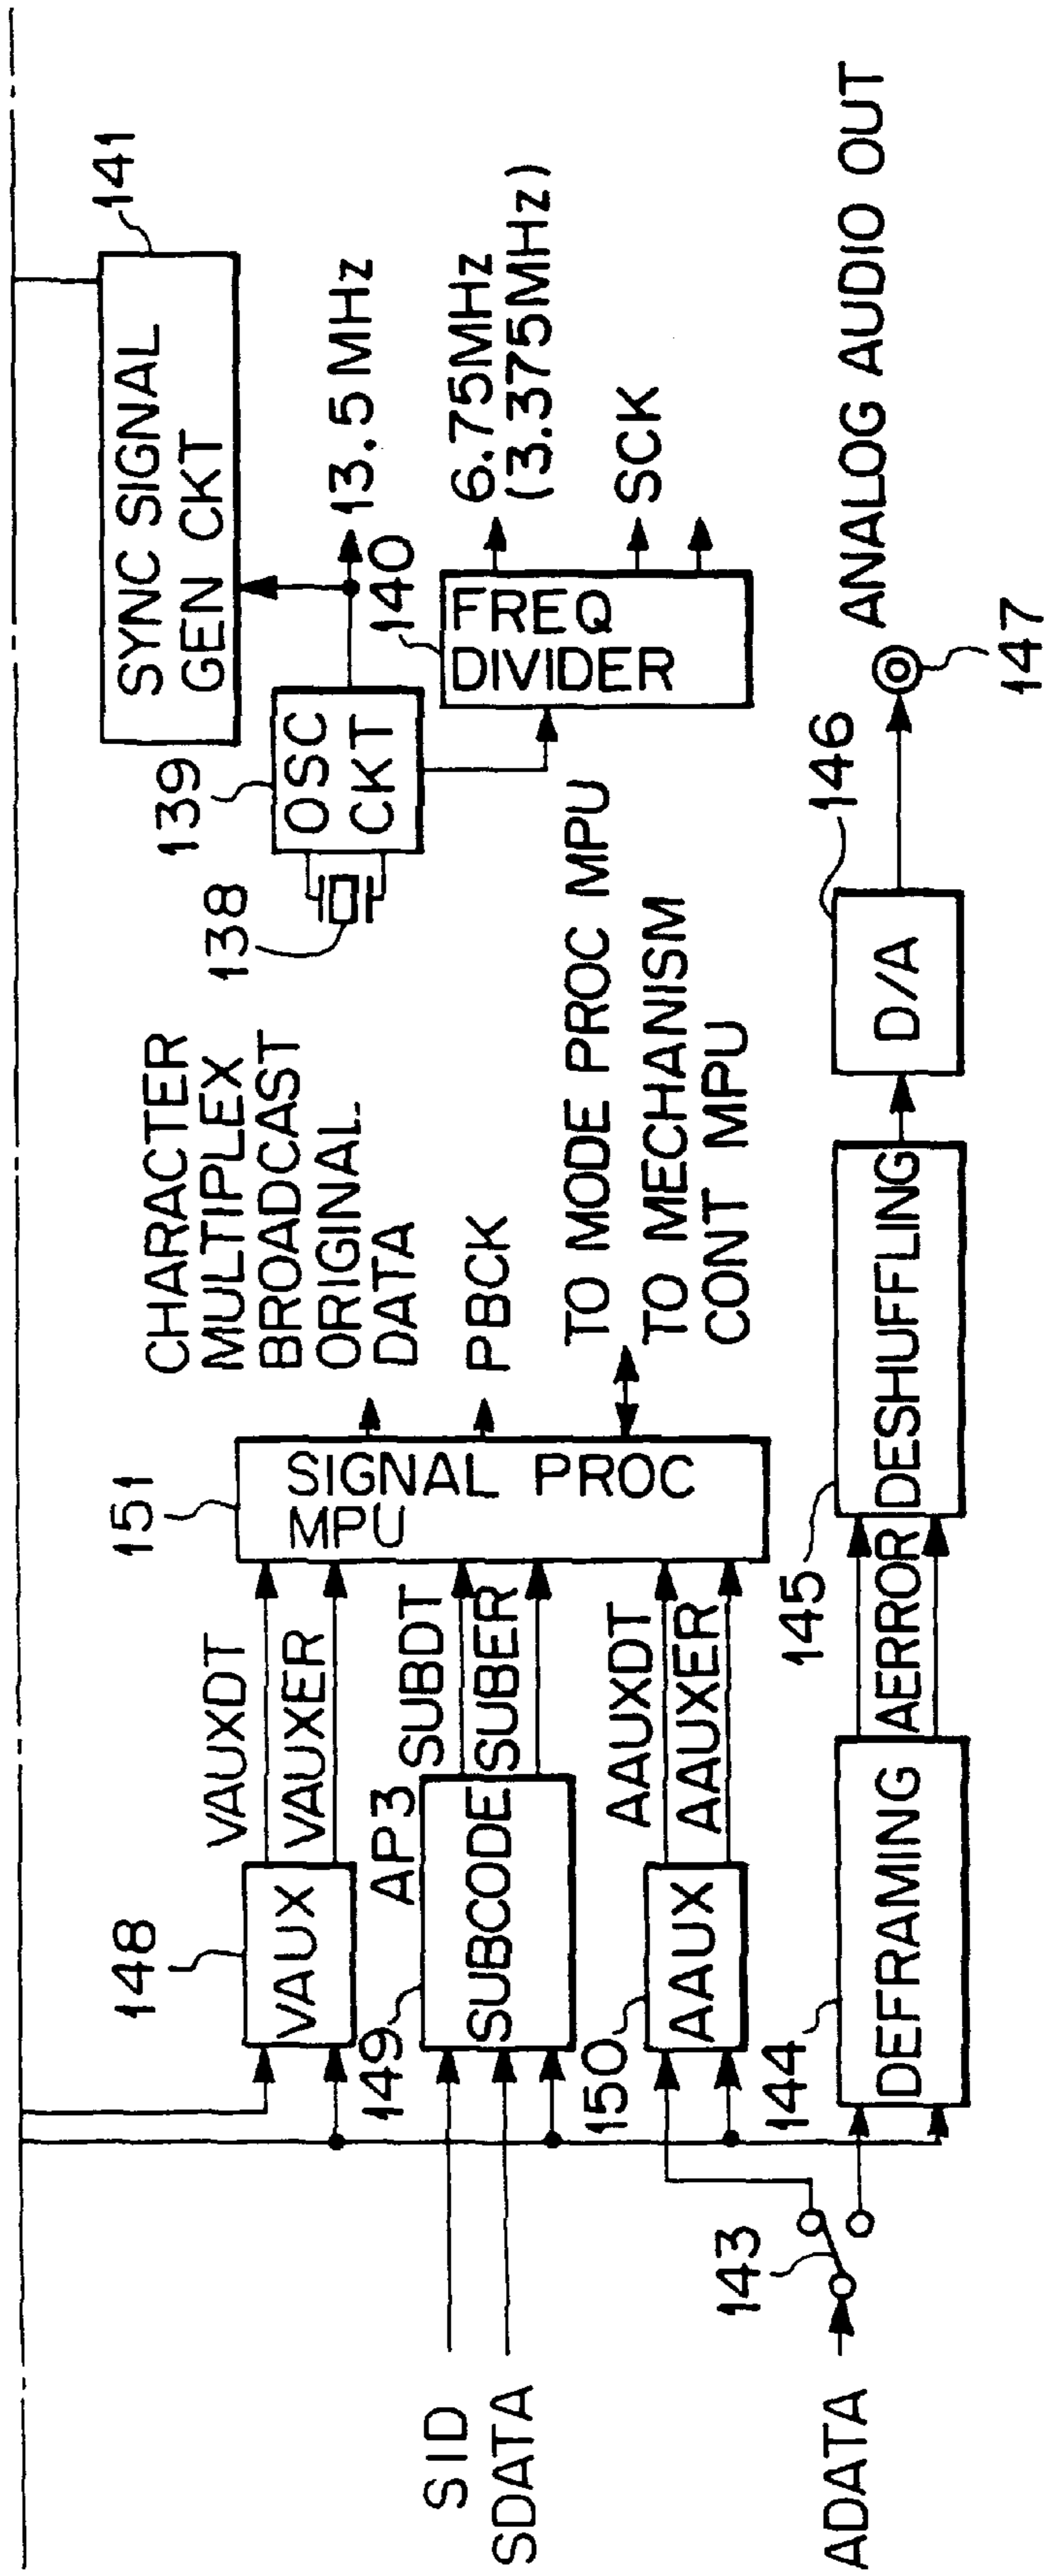 141
SYNC SIGNAL
GEN CKT
139
OSC
CKT
138
13.5 MHz
140
FREQ
DIVIDER
6.75MHz
(3.375MHz)
SCK
CHARACTER
MULTIPLEX
BROADCAST
ORIGINAL
DATA
PBCK
TO MODE PROC MPU
TO MECHANISM
CONT MPU
151
SIGNAL PROC
MPU
VAUXDT
VAUXER
148
VAUX
AP3
SUBDT
SUBER
149
SUBCODE
SID
SDATA
AAUXDT
AAUXER
150
AAUX
143
ADATA
144
DEFRAMING
AERROR
145
DESHUFFLING
146
D/A
147
ANALOG AUDIO OUT